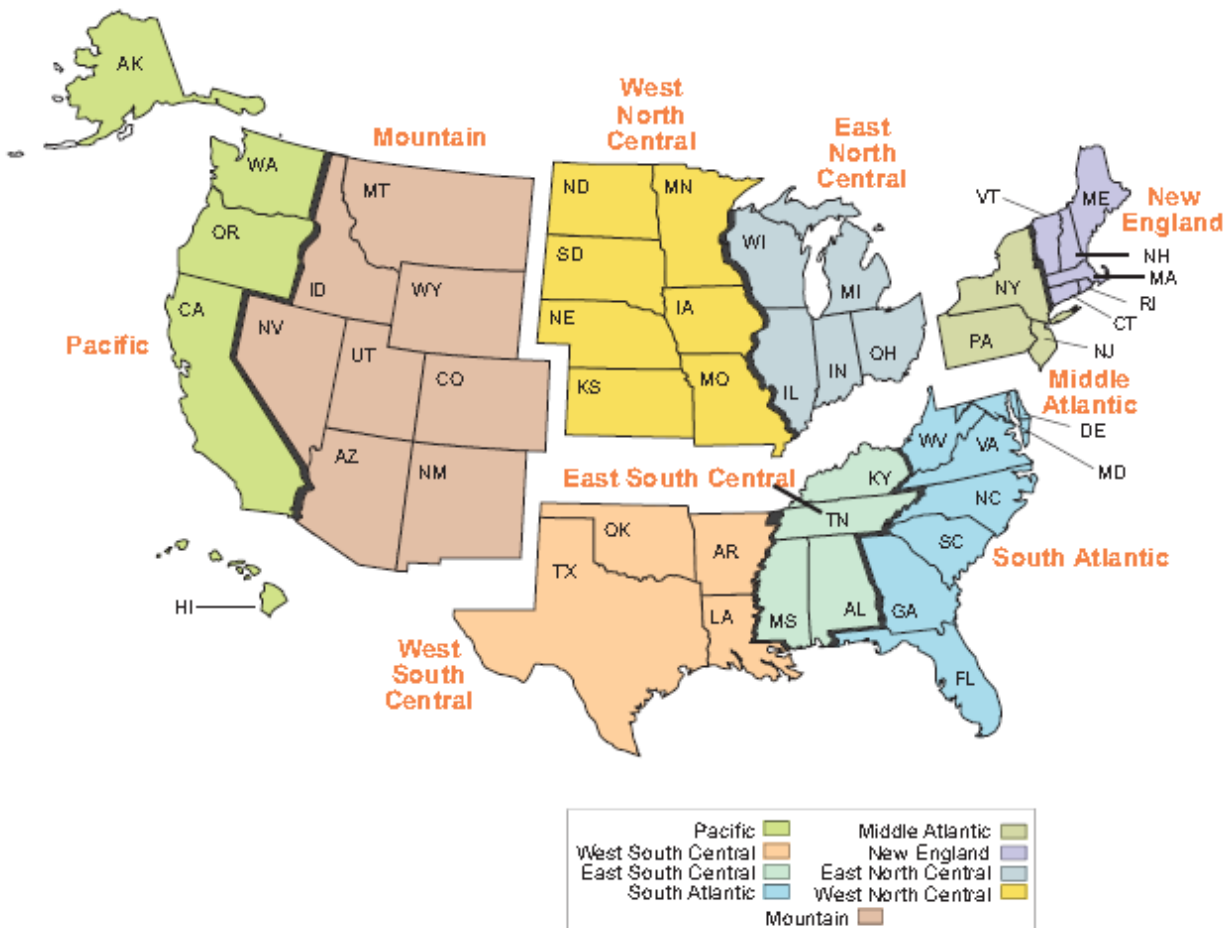 AK
West
North
Central
East
North
Central
Mountain
WA
MT
ND
MN
VT
ME
New
England
OR
WI
NH
SD
MA
ID
WY
MI
NY
RI
CA
NV
NE
IA
CT
Pacific
UT
OH
PA
NJ
CO
KS
MO
IL
IN
Middle
Atlantic
DE
WV
VA
AZ
NM
East South Central
KY
MD
NC
OK
TN
AR
SC
South Atlantic
TX
HI
LA
MS
AL
GA
West
South
Central
FL
Pacific
Middle Atlantic
West South Central
New England
East South Central
East North Central
South Atlantic
West North Central
Mountain